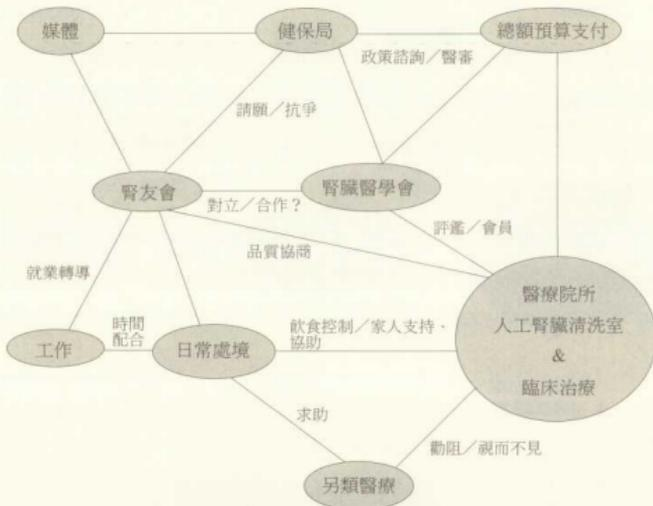 媒體
健保局
總額預算支付
政策諮詢／醫審
請願／抗爭
腎友會
腎臟醫學會
對立／合作？
評鑑／會員
品質協商
就業轉導
醫療院所
人工腎臟清洗室
&
臨床治療
時間
配合
工作
日常處境
飲食控制／家人支持、
協助
求助
勸阻／視而不見
另類醫療